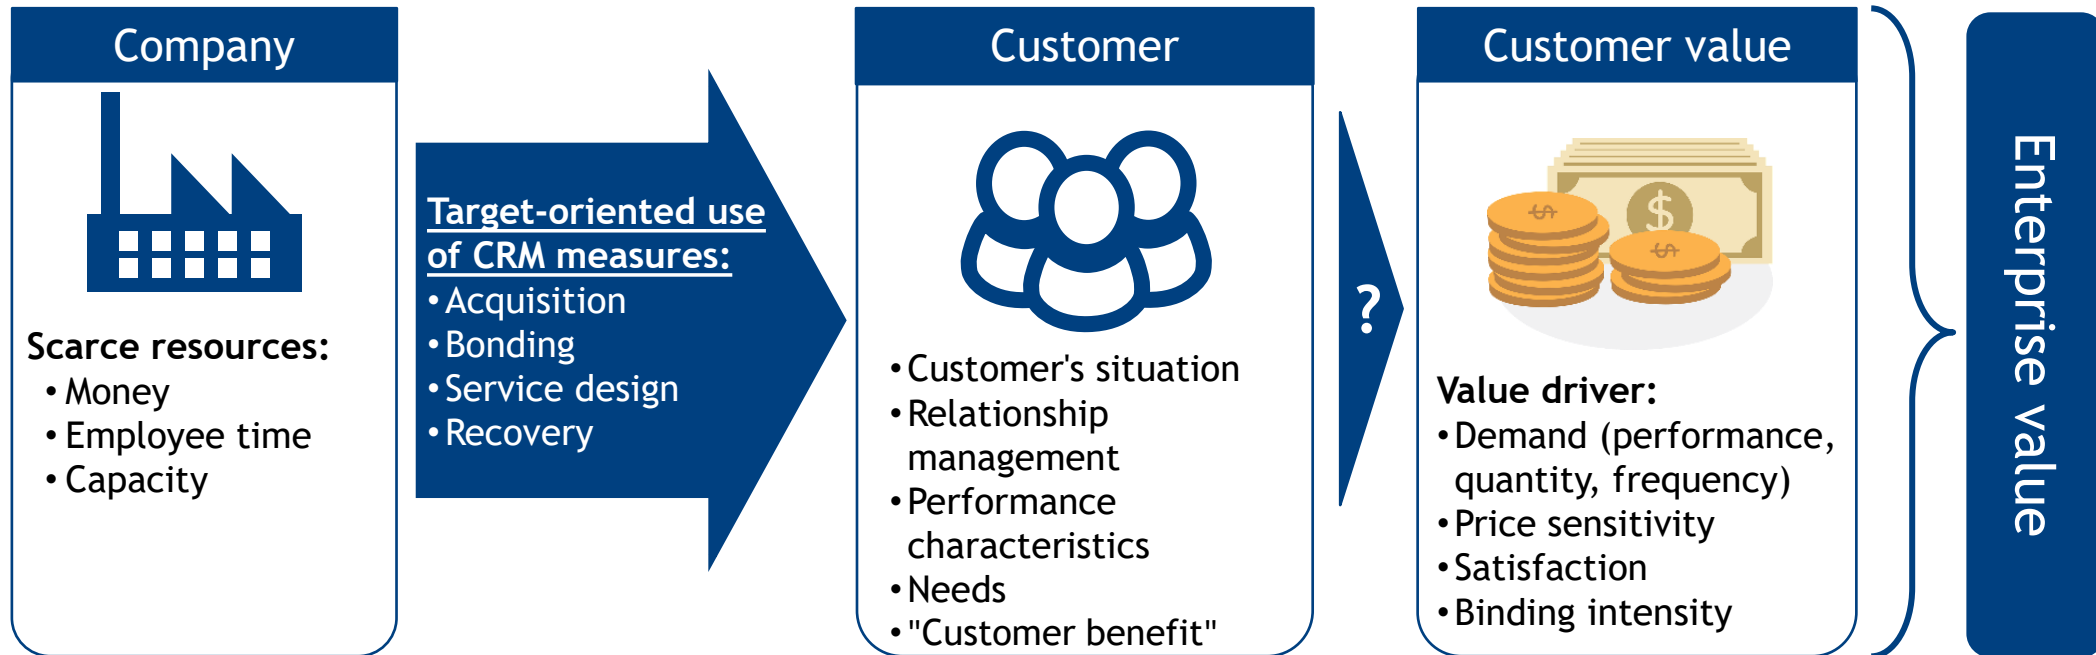 Company
Scarce resources:
• Money
• Employee time
• Capacity
Target-oriented use
of CRM measures:
• Acquisition
• Bonding
• Service design
• Recovery
Customer
• Customer's situation
• Relationship
management
• Performance
characteristics
• Needs
• "Customer benefit"
?
Customer value
$
$
$
Value driver:
• Demand (performance,
quantity, frequency)
• Price sensitivity
• Satisfaction
• Binding intensity
Enterprise value